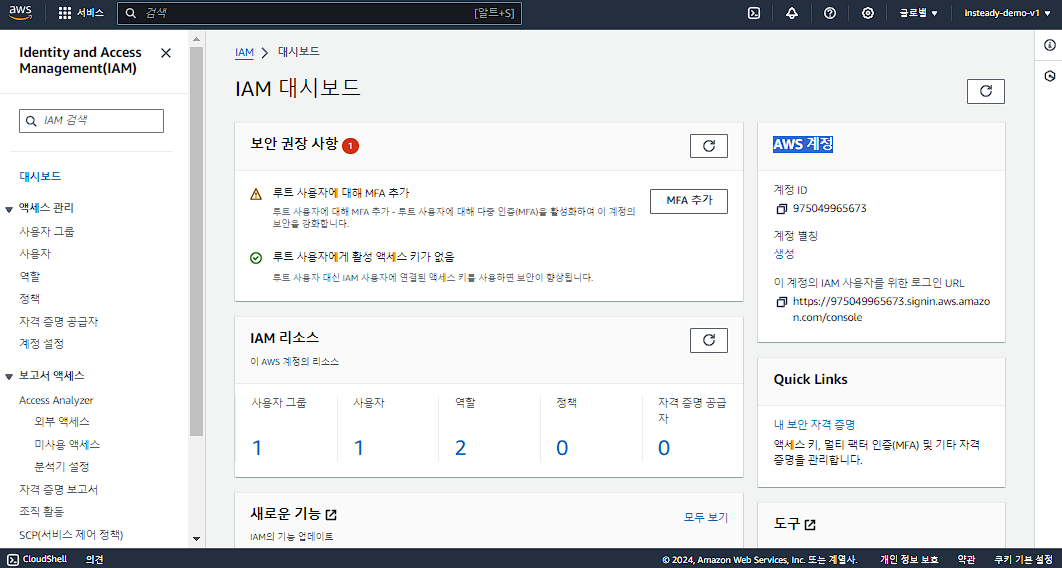 aws
서비스
검색
[알트+S]
글로벌
insteady-demo-v1
Identity and Access
Management(IAM)
IAM 검색
대시보드
액세스 관리
사용자 그룹
사용자
역할
정책
자격 증명 공급자
계정 설정
보고서 액세스
Access Analyzer
외부 액세스
미사용 액세스
분석기 설정
자격 증명 보고서
조직 활동
SCP(서비스 제어 정책)
IAM > 대시보드
IAM 대시보드
보안 권장 사항 1
루트 사용자에 대해 MFA 추가
루트 사용자에 대해 MFA 추가 - 루트 사용자에 대해 다중 인증(MFA)을 활성화하여 이 계정의
보안을 강화합니다.
MFA 추가
루트 사용자에게 활성 액세스 키가 없음
루트 사용자 대신 IAM 사용자에 연결된 액세스 키를 사용하면 보안이 향상됩니다.
IAM 리소스
이 AWS 계정의 리소스
사용자 그룹
1
사용자
1
역할
2
정책
0
자격 증명 공급
자
0
새로운 기능
IAM의 기능 업데이트
모두 보기
AWS 계정
계정 ID
975049965673
계정 별칭
생성
이 계정의 IAM 사용자를 위한 로그인 URL
https://975049965673.signin.aws.amazo
n.com/console
Quick Links
내 보안 자격 증명
액세스 키, 멀티 팩터 인증(MFA) 및 기타 자격
증명을 관리합니다.
도구
CloudShell
의견
© 2024, Amazon Web Services, Inc. 또는 계열사.
개인 정보 보호
약관
쿠키 기본 설정